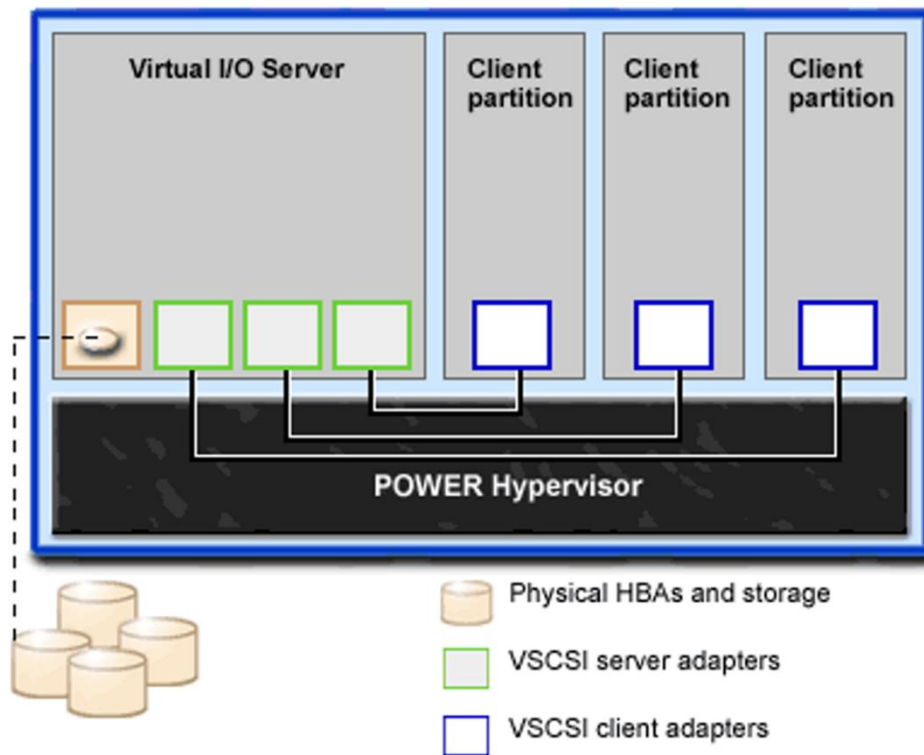 Virtual I/O Server
Client
partition
Client
partition
Client
partition
POWER Hypervisor
Physical HBAs and storage
VSCSI server adapters
VSCSI client adapters